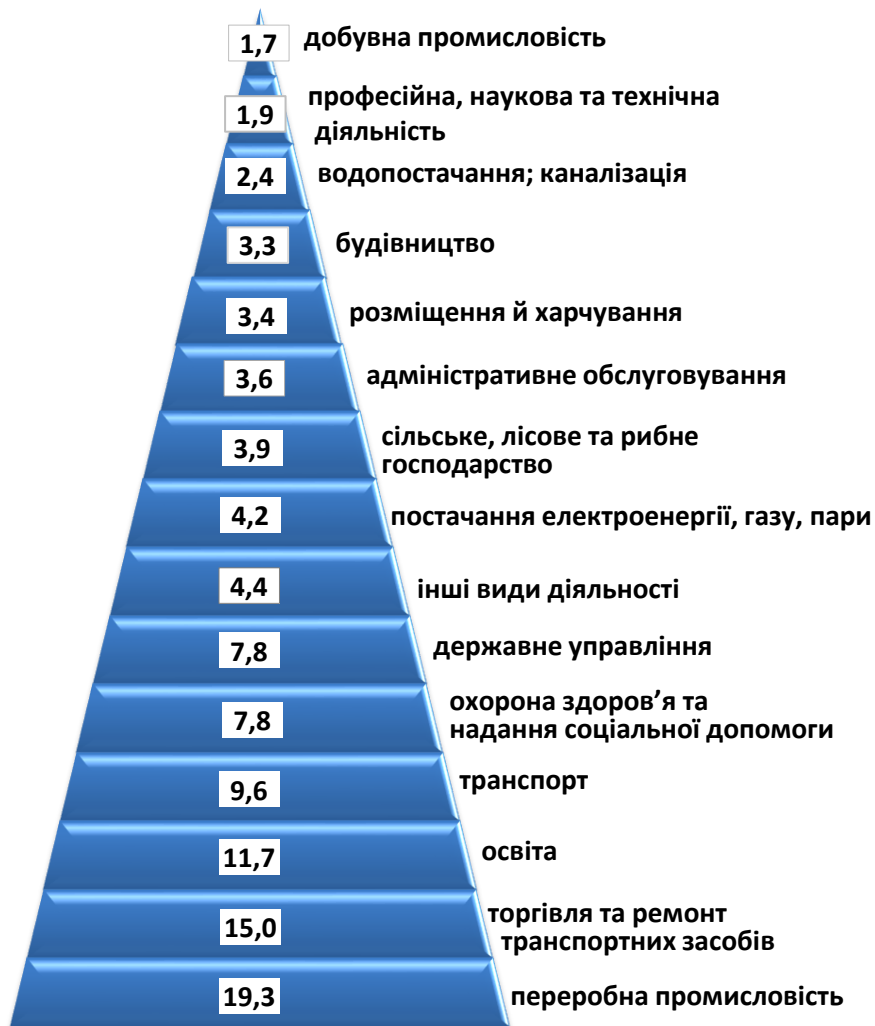 1,7 добувна промисловість
1,9 професійна, наукова та технічна
діяльність
2,4 водопостачання; каналізація
3,3 будівництво
3,4 розміщення й харчування
3,6 адміністративне обслуговування
3,9 сільське, лісове та рибне
господарство
4,2 постачання електроенергії, газу, пари
4,4 інші види діяльності
7,8 державне управління
7,8 охорона здоров’я та
надання соціальної допомоги
9,6 транспорт
11,7 освіта
15,0 торгівля та ремонт
транспортних засобів
19,3 переробна промисловість